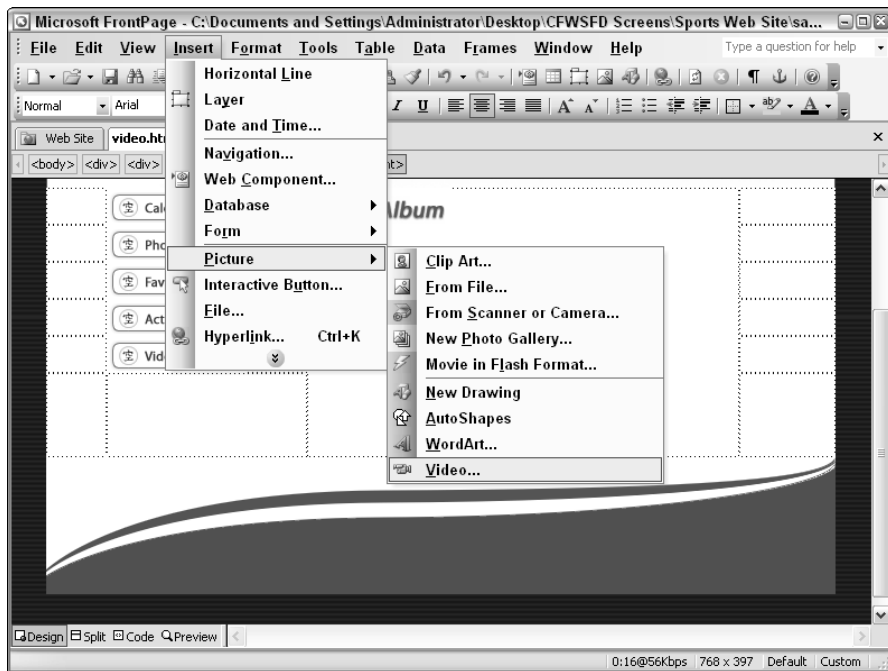 Microsoft FrontPage - C:\Documents and Settings\Administrator\Desktop\CFWSFD Screens\Sports Web Site\sa...
File Edit View Insert Format Tools Table Data Frames Window Help Type a question for help
Normal Arial I U A A ab A
Web Site video.ht
<body> <div> <div> nt>
Horizontal Line
Layer
Date and Time...
Navigation...
Web Component...
Database
Form
Picture
Interactive Button...
File...
Hyperlink... Ctrl+K
Cal
Pho
Fav
Act
Vid
Album
Clip Art...
From File...
From Scanner or Camera...
New Photo Gallery...
Movie in Flash Format...
New Drawing
AutoShapes
WordArt...
Video...
Design Split Code Preview
0:16@56Kbps 768 x 397 Default Custom